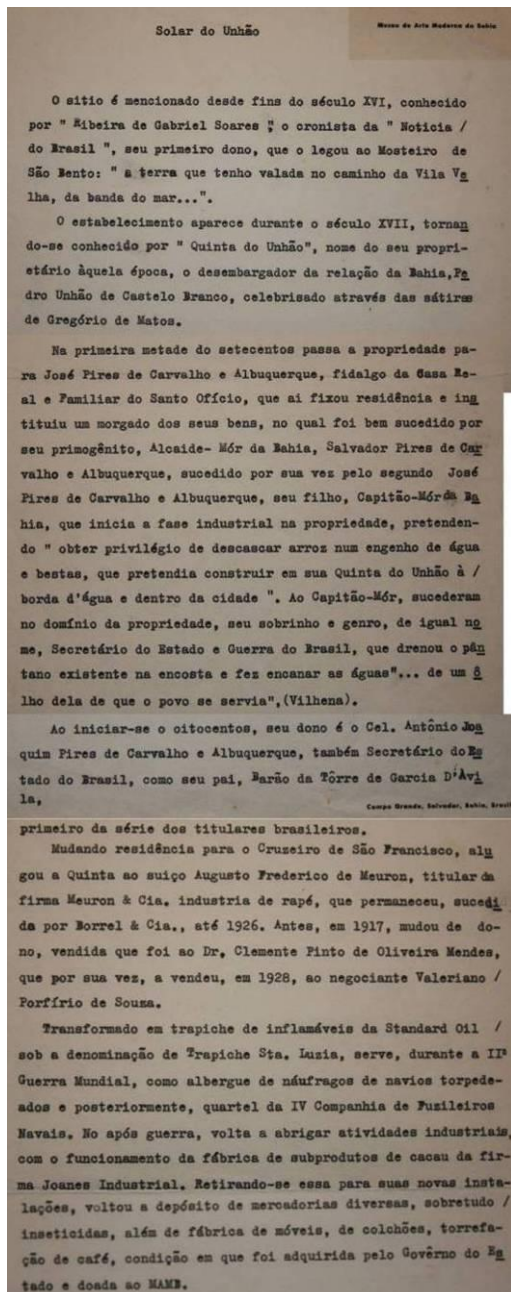 Museu de Arte Moderna da Bahia
Solar do Unhão
O sitio é mencionado desde fins do século XVI, conhecido
por " Ribeira de Gabriel Soares ", o cronista da " Noticia /
do Brasil ", seu primeiro dono, que o legou ao Mosteiro de
São Bento: " a terra que tenho valada no caminho da Vila Ve
lha, da banda do mar...".
O estabelecimento aparece durante o século XVII, tornan
do-se conhecido por " Quinta do Unhão", nome do seu propri-
etário àquela época, o desembargador da relação da Bahia,Pe
dro Unhão de Castelo Branco, celebrisado através das sátiras
de Gregório de Matos.
Na primeira metade do setecentos passa a propriedade pa-
ra José Pires de Carvalho e Albuquerque, fidalgo da Casa Re-
al e Familiar do Santo Ofício, que ai fixou residência e ins
tituiu um morgado dos seus bens, no qual foi bem sucedido por
seu primogênito, Alcaide- Mór da Bahia, Salvador Pires de Car
valho e Albuquerque, sucedido por sua vez pelo segundo José
Pires de Carvalho e Albuquerque, seu filho, Capitão-Mór da Ba
hia, que inicia a fase industrial na propriedade, pretenden-
do " obter privilégio de descascar arroz num engenho de água
e bestas, que pretendia construir em sua Quinta do Unhão à /
borda d'água e dentro da cidade ". Ao Capitão-Mór, sucederam
no domínio da propriedade, seu sobrinho e genro, de igual no
me, Secretário do Estado e Guerra do Brasil, que drenou o pân
tano existente na encosta e fez encanar as águas"... de um ô
lho dela de que o povo se servia",(Vilhena).
Ao iniciar-se o oitocentos, seu dono é o Cel. Antônio Joa
quim Pires de Carvalho e Albuquerque, também Secretário do Es
tado do Brasil, como seu pai, Barão da Tôrre de Garcia D'Avi
la,
Campo Grande, Salvador, Bahia, Brasil
primeiro da série dos titulares brasileiros.
Mudando residência para o Cruzeiro de São Francisco, alu
gou a Quinta ao suiço Augusto Frederico de Meuron, titular da
firma Meuron & Cia. industria de rapé, que permaneceu, sucedi
da por Borrel & Cia., até 1926. Antes, em 1917, mudou de do-
no, vendida que foi ao Dr, Clemente Pinto de Oliveira Mendes,
que por sua vez, a vendeu, em 1928, ao negociante Valeriano /
Porfírio de Sousa.
Transformado em trapiche de inflamáveis da Standard Oil /
sob a denominação de Trapiche Sta. Luzia, serve, durante a IIª
Guerra Mundial, como albergue de náufragos de navios torpede-
ados e posteriormente, quartel da IV Companhia de Fuzileiros
Navais. No após guerra, volta a abrigar atividades industriais,
com o funcionamento da fábrica de subprodutos de cacau da fir-
ma Joanes Industrial. Retirando-se essa para suas novas insta-
lações, voltou a depósito de mercadorias diversas, sobretudo /
inseticidas, além de fábrica de móveis, de colchões, torrefa-
ção de café, condição em que foi adquirida pelo Govêrno do Es
tado e doada ao MAMB.